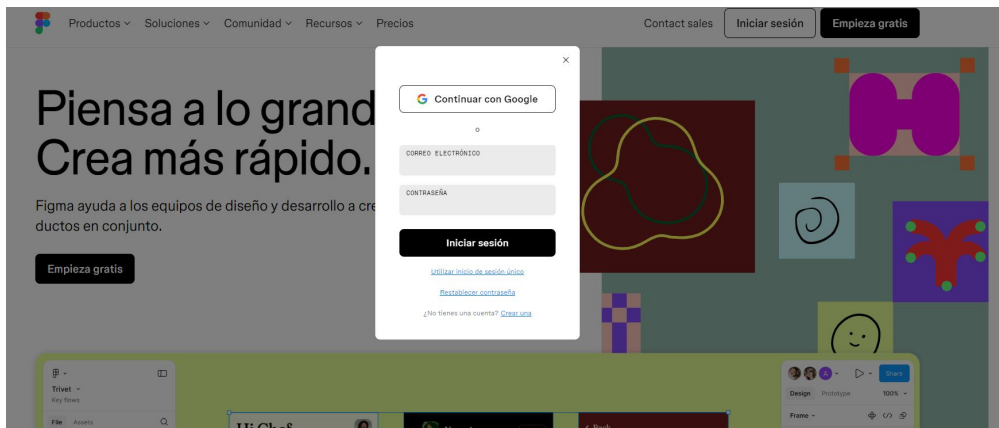 Productos Soluciones Comunidad Recursos Precios Contact sales Iniciar sesión Empieza gratis
Piensa a lo grand
Crea más rápido.
Figma ayuda a los equipos de diseño y desarrollo a cre
ductos en conjunto.
Empieza gratis
Continuar con Google
o
CORREO ELECTRÓNICO
CONTRASEÑA
Iniciar sesión
Utilizar inicio de sesión único
Restablecer contraseña
¿No tienes una cuenta? Crear una
Trivet
Key flows
File Assets
Hi Chef
Back
Share
Design Prototype 100%
Frame